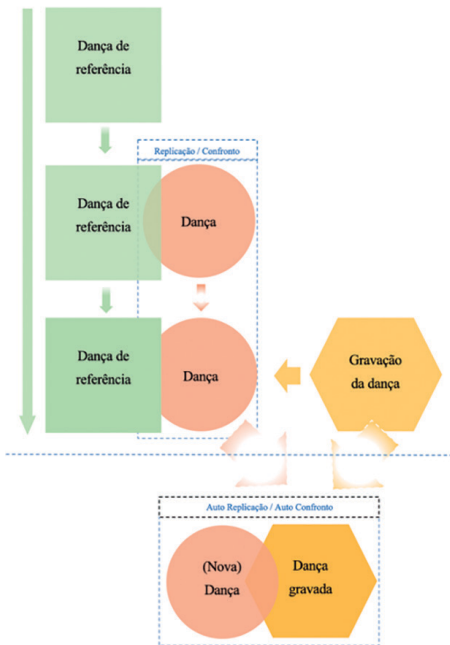 Dança de
referência
Replicação / Confronto
Dança de
referência
Dança
Dança de
referência
Dança
Gravação
da dança
Auto Replicação / Auto Confronto
(Nova)
Dança
Dança
gravada